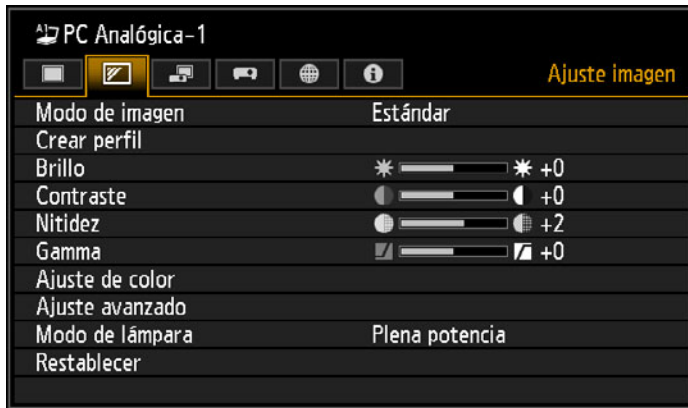 PC Analógica-1
Ajuste imagen
Modo de imagen Estándar
Crear perfil
Brillo +0
Contraste +0
Nitidez +2
Gamma +0
Ajuste de color
Ajuste avanzado
Modo de lámpara Plena potencia
Restablecer